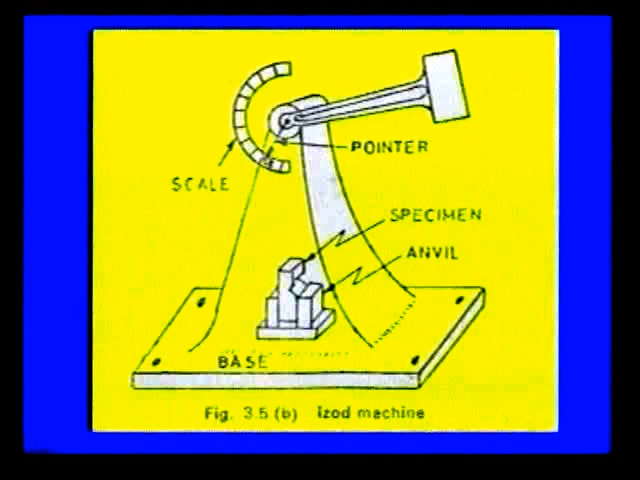 POINTER
SCALE
SPECIMEN
ANVIL
BASE
Fig. 3.5 (b) Izod machine